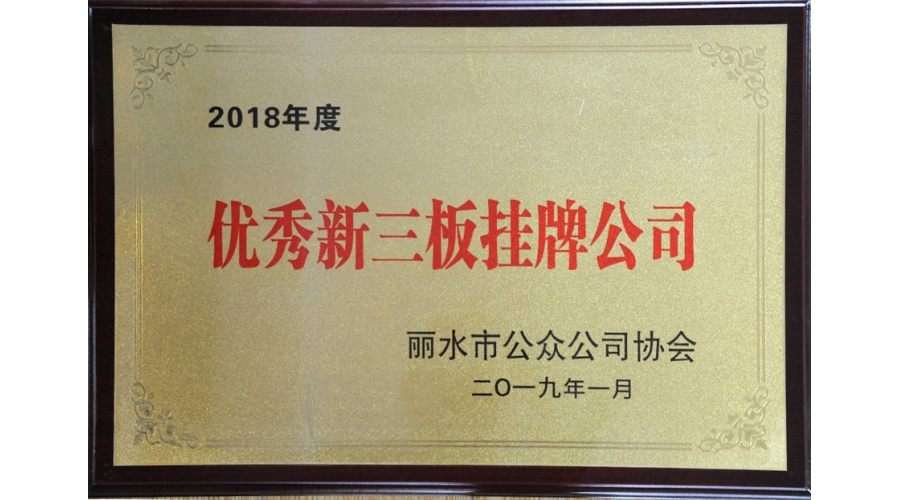 2018年度
优秀新三板挂牌公司
丽水市公众公司协会
二〇一九年一月